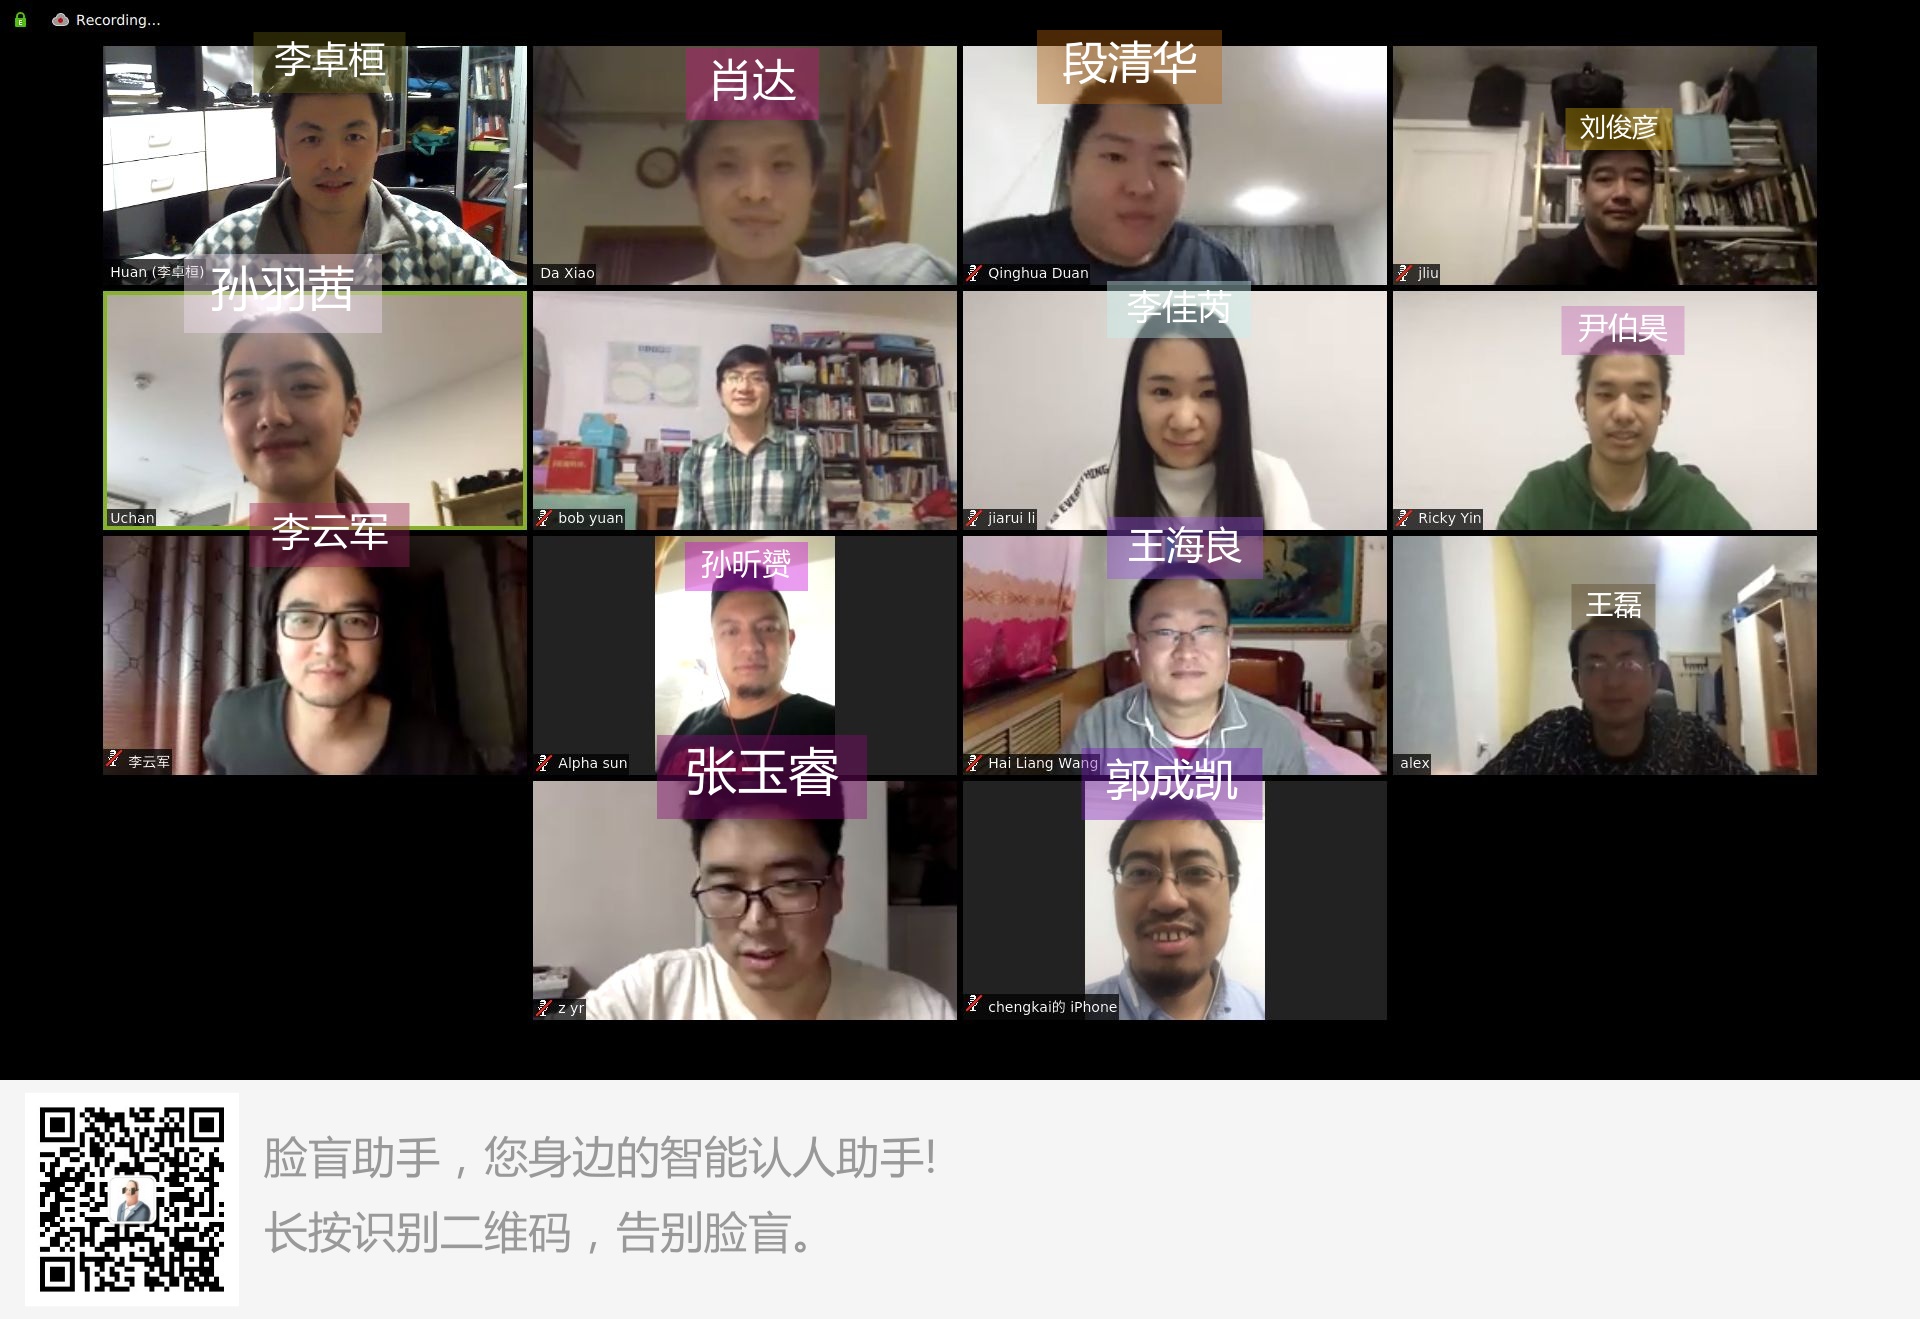 Recording...
李卓桓
肖达
段清华
刘俊彦
Huan (李卓桓)
Da Xiao
Qinghua Duan
jliu
孙羽茜
李佳芮
尹伯昊
Uchan
bob yuan
jiarui li
Ricky Yin
李云军
孙昕赟
王海良
王磊
李云军
Alpha sun
Hai Liang Wang
alex
张玉睿
郭成凯
z yr
chengkai的 iPhone
脸盲助手，您身边的智能认人助手!
长按识别二维码，告别脸盲。